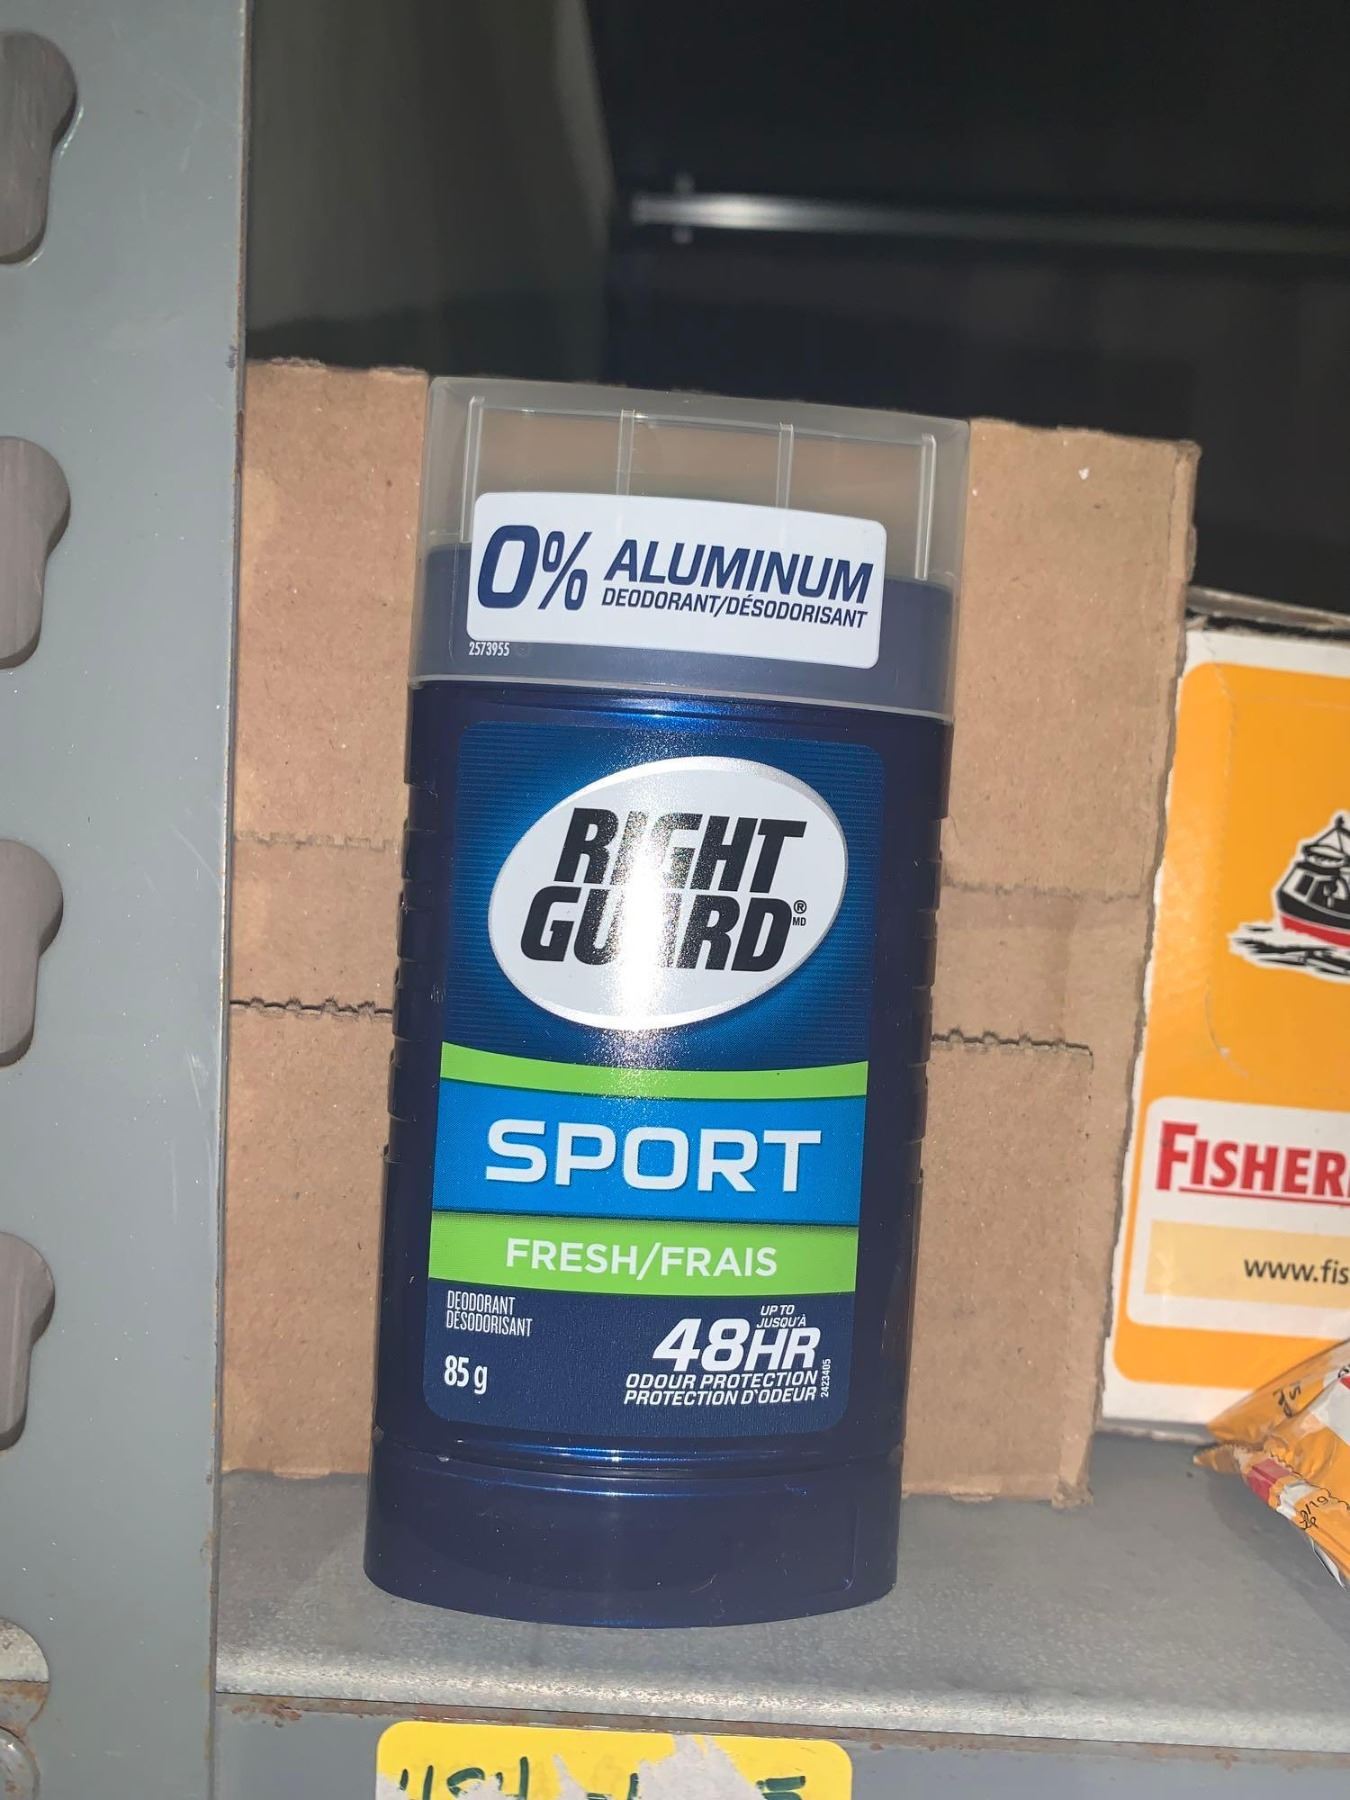 0% ALUMINUM
DEODORANT/DÉSODORISANT
2573955
RIGHT
GUARD®
MD
SPORT
FRESH/FRAIS
DEODORANT
DÉSODORISANT
85 g
UP TO
JUSQU'À
48HR
ODOUR PROTECTION
PROTECTION D'ODEUR
2423405
FISHER
www.fis